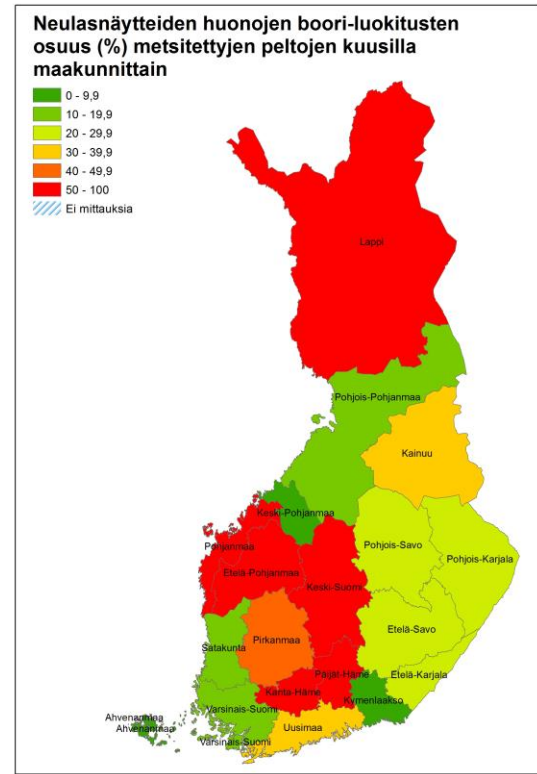 Neulasnäytteiden huonojen boori-luokitusten
osuus (%) metsitettyjen peltojen kuusilla
maakunnittain
0 - 9,9
10 - 19,9
20 - 29,9
30 - 39,9
40 - 49,9
50 - 100
Ei mittauksia
Lappi
Pohjois-Pohjanmaa
Kainuu
Keski-Pohjanmaa
Pohjanmaa
Etelä-Pohjanmaa
Keski-Suomi
Pohjois-Savo
Pohjois-Karjala
Etelä-Savo
Satakunta
Pirkanmaa
Päijät-Häme
Etelä-Karjala
Kanta-Häme
Kymenlaakso
Varsinais-Suomi
Ahvenanmaa
Ahvenanmaa
Uusimaa
Varsinais-Suomi